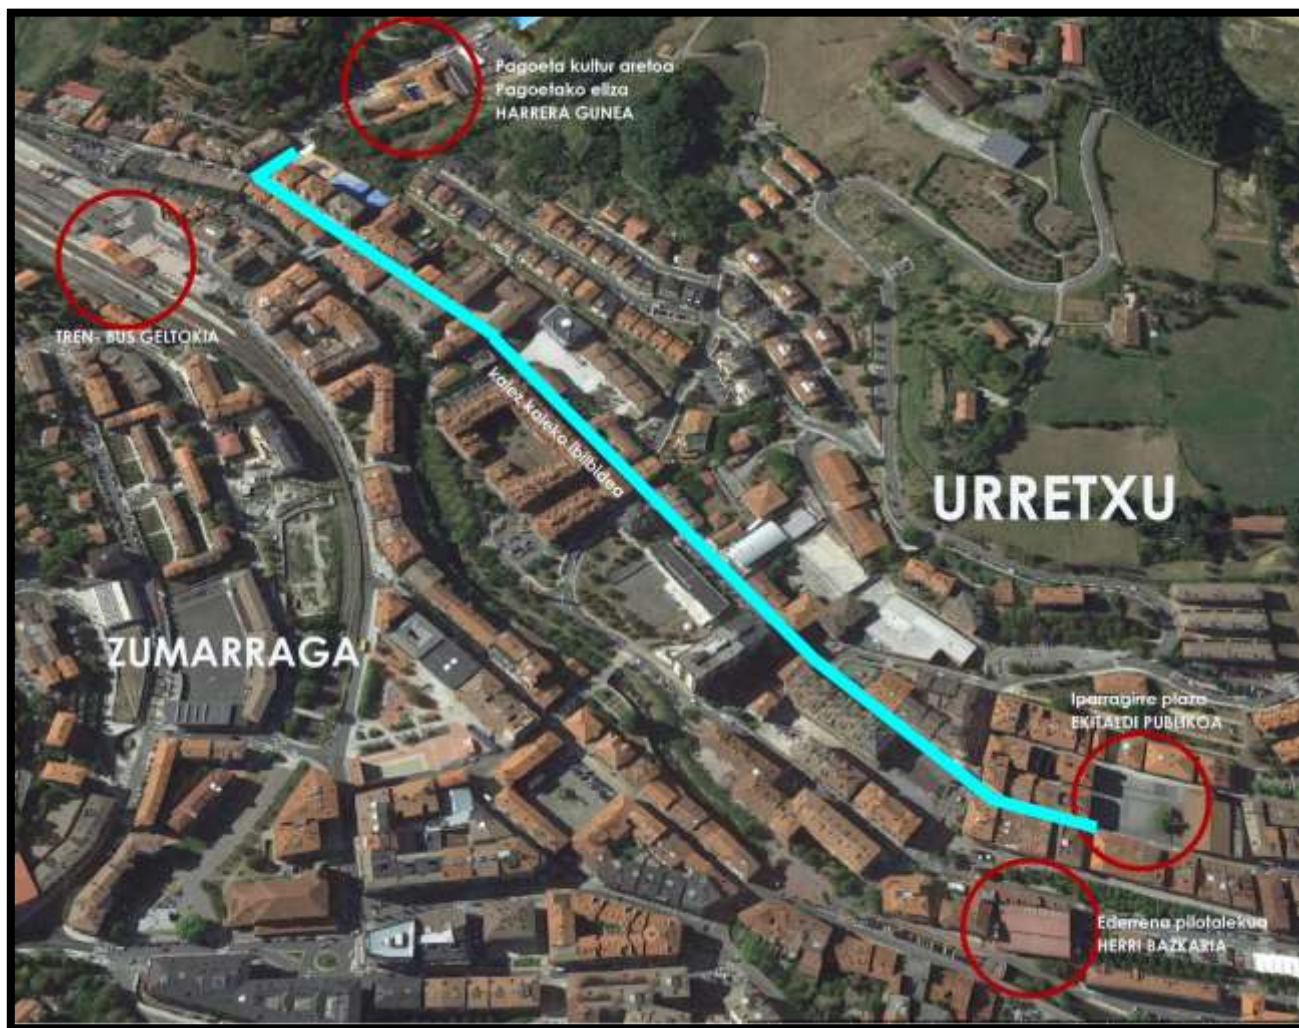 Pagoeta kultur aretoa
Pagoetako eliza
HARRERA GUNEA
TREN- BUS GELTOKIA
kalez kaleko ibilbidea
URRETXU
ZUMARRAGA
Iparragirre plaza
EKITALDI PUBLIKOA
Ederrena pilotalekua
HERRI BAZKARIA